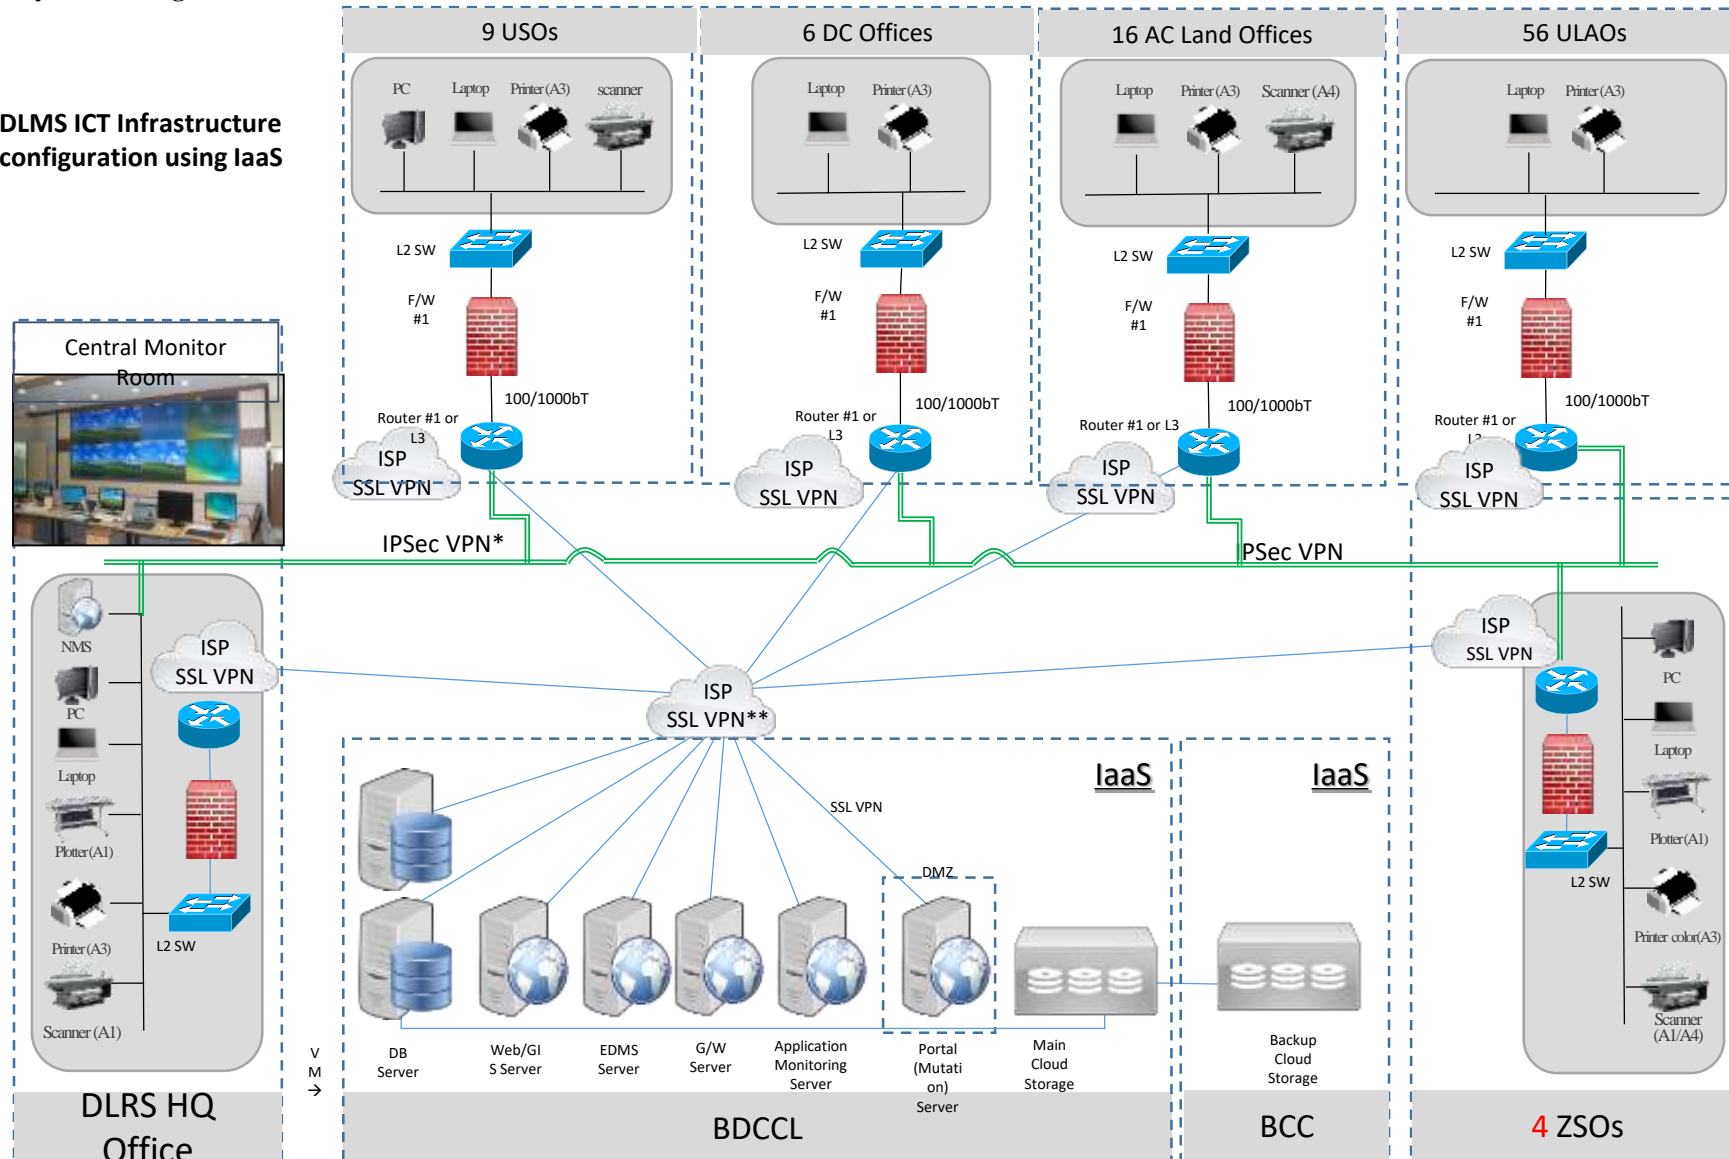 9 USOs
6 DC Offices
16 AC Land Offices
56 ULAOs
PC
Laptop
Printer (A3)
scanner
Laptop
Printer (A3)
Laptop
Printer (A3)
Scanner (A4)
Laptop
Printer (A3)
DLMS ICT Infrastructure
configuration using IaaS
L2 SW
L2 SW
L2 SW
L2 SW
F/W
#1
F/W
#1
F/W
#1
F/W
#1
Central Monitor
Room
100/1000bT
100/1000bT
100/1000bT
100/1000bT
Router #1 or
L3
Router #1 or
L3
Router #1 or L3
Router #1 or
ISP
SSL VPN
ISP
SSL VPN
ISP
SSL VPN
ISP
SSL VPN
IPSec VPN*
PSec VPN
NMS
PC
Laptop
Plotter (A1)
Printer (A3)
Scanner (A1)
ISP
SSL VPN
L2 SW
ISP
SSL VPN**
ISP
SSL VPN
PC
Laptop
Plotter (A1)
L2 SW
Printer color(A3)
Scanner
(A1/A4)
IaaS
IaaS
SSL VPN
DMZ
V
M
→
DB
Server
Web/GI
S Server
EDMS
Server
G/W
Server
Application
Monitoring
Server
Portal
(Mutati
on)
Server
Main
Cloud
Storage
Backup
Cloud
Storage
DLRS HQ
Office
BDCCL
BCC
4 ZSOs